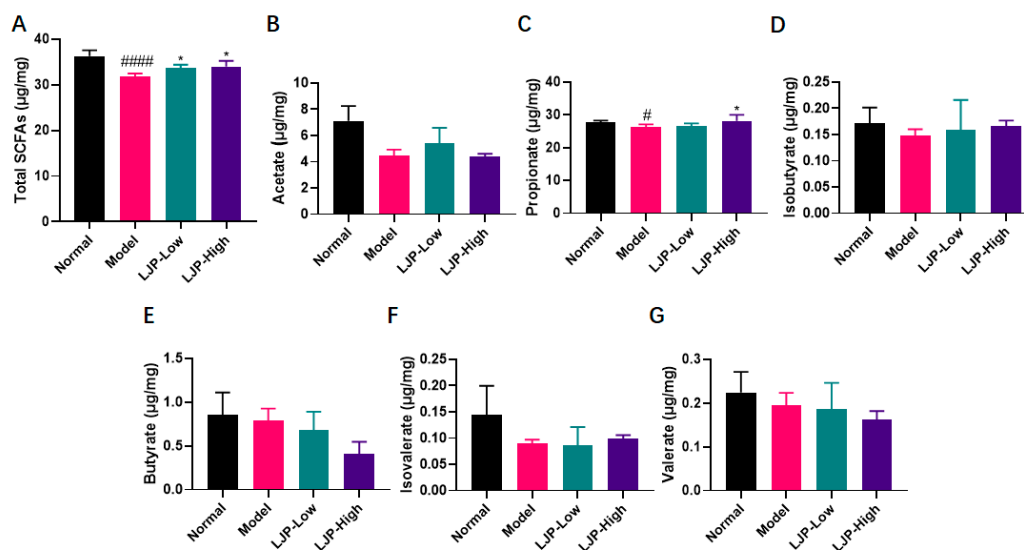 A
Total SCFAs (µg/mg)
40
30
20
10
0
####
*
*
Normal
Model
LJP-Low
LJP-High
B
Acetate (µg/mg)
10
8
6
4
2
0
Normal
Model
LJP-Low
LJP-High
C
Propionate (µg/mg)
40
30
20
10
0
#
*
Normal
Model
LJP-Low
LJP-High
D
Isobutyrate (µg/mg)
0.25
0.20
0.15
0.10
0.05
0.00
Normal
Model
LJP-Low
LJP-High
E
Butyrate (µg/mg)
1.5
1.0
0.5
0.0
Normal
Model
LJP-Low
LJP-High
F
Isovalerate (µg/mg)
0.25
0.20
0.15
0.10
0.05
0.00
Normal
Model
LJP-Low
LJP-High
G
Valerate (µg/mg)
0.3
0.2
0.1
0.0
Normal
Model
LJP-Low
LJP-High